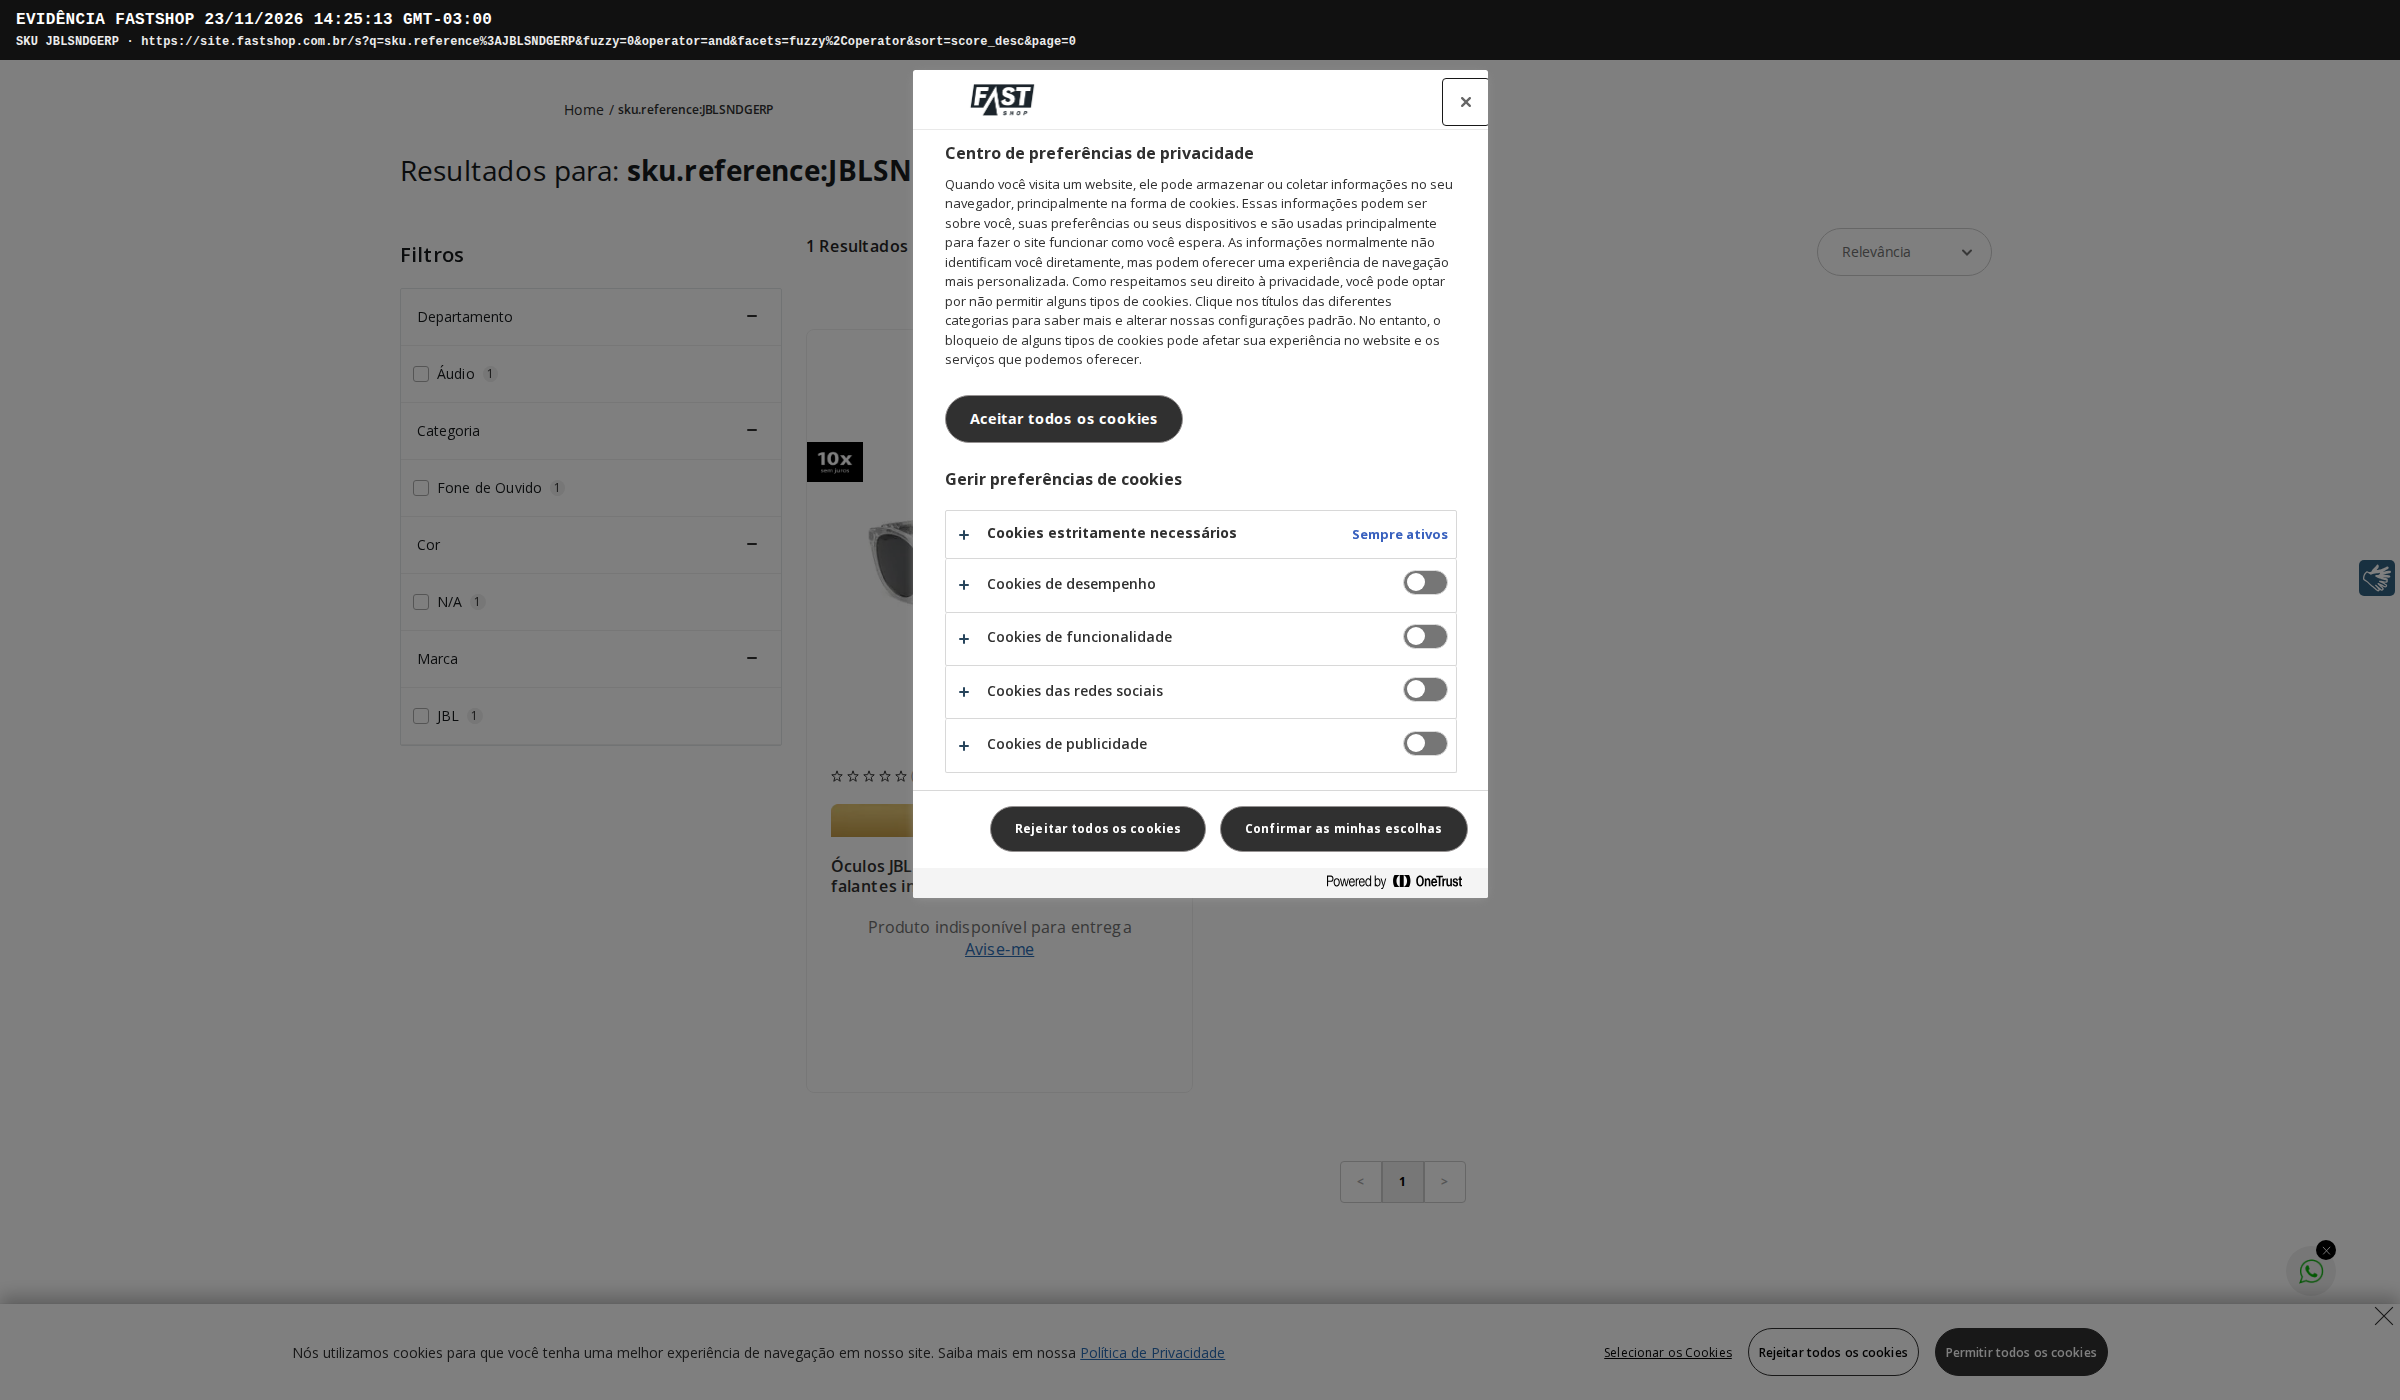 EVIDÊNCIA FASTSHOP 23/11/2026 14:25:13 GMT-03:00
SKU JBLSNDGERP · https://site.fastshop.com.br/s?q=sku.reference%3AJBLSNDGERP&fuzzy=0&operator=and&facets=fuzzy%2Coperator&sort=score_desc&page=0
Home / sku.reference:JBLSNDGERP
Resultados para: sku.reference:JBLSN
Filtros
1 Resultados
Relevância
Departamento
Áudio 1
Categoria
Fone de Ouvido 1
Cor
N/A 1
Marca
JBL 1
10x
sem juros
Óculos JBL
falantes in
Produto indisponível para entrega
Avise-me
< 1 >
FAST
SHOP
Centro de preferências de privacidade
Quando você visita um website, ele pode armazenar ou coletar informações no seu
navegador, principalmente na forma de cookies. Essas informações podem ser
sobre você, suas preferências ou seus dispositivos e são usadas principalmente
para fazer o site funcionar como você espera. As informações normalmente não
identificam você diretamente, mas podem oferecer uma experiência de navegação
mais personalizada. Como respeitamos seu direito à privacidade, você pode optar
por não permitir alguns tipos de cookies. Clique nos títulos das diferentes
categorias para saber mais e alterar nossas configurações padrão. No entanto, o
bloqueio de alguns tipos de cookies pode afetar sua experiência no website e os
serviços que podemos oferecer.
Aceitar todos os cookies
Gerir preferências de cookies
+ Cookies estritamente necessários Sempre ativos
+ Cookies de desempenho
+ Cookies de funcionalidade
+ Cookies das redes sociais
+ Cookies de publicidade
Rejeitar todos os cookies
Confirmar as minhas escolhas
Powered by OneTrust
Nós utilizamos cookies para que você tenha uma melhor experiência de navegação em nosso site. Saiba mais em nossa Política de Privacidade
Selecionar os Cookies
Rejeitar todos os cookies
Permitir todos os cookies